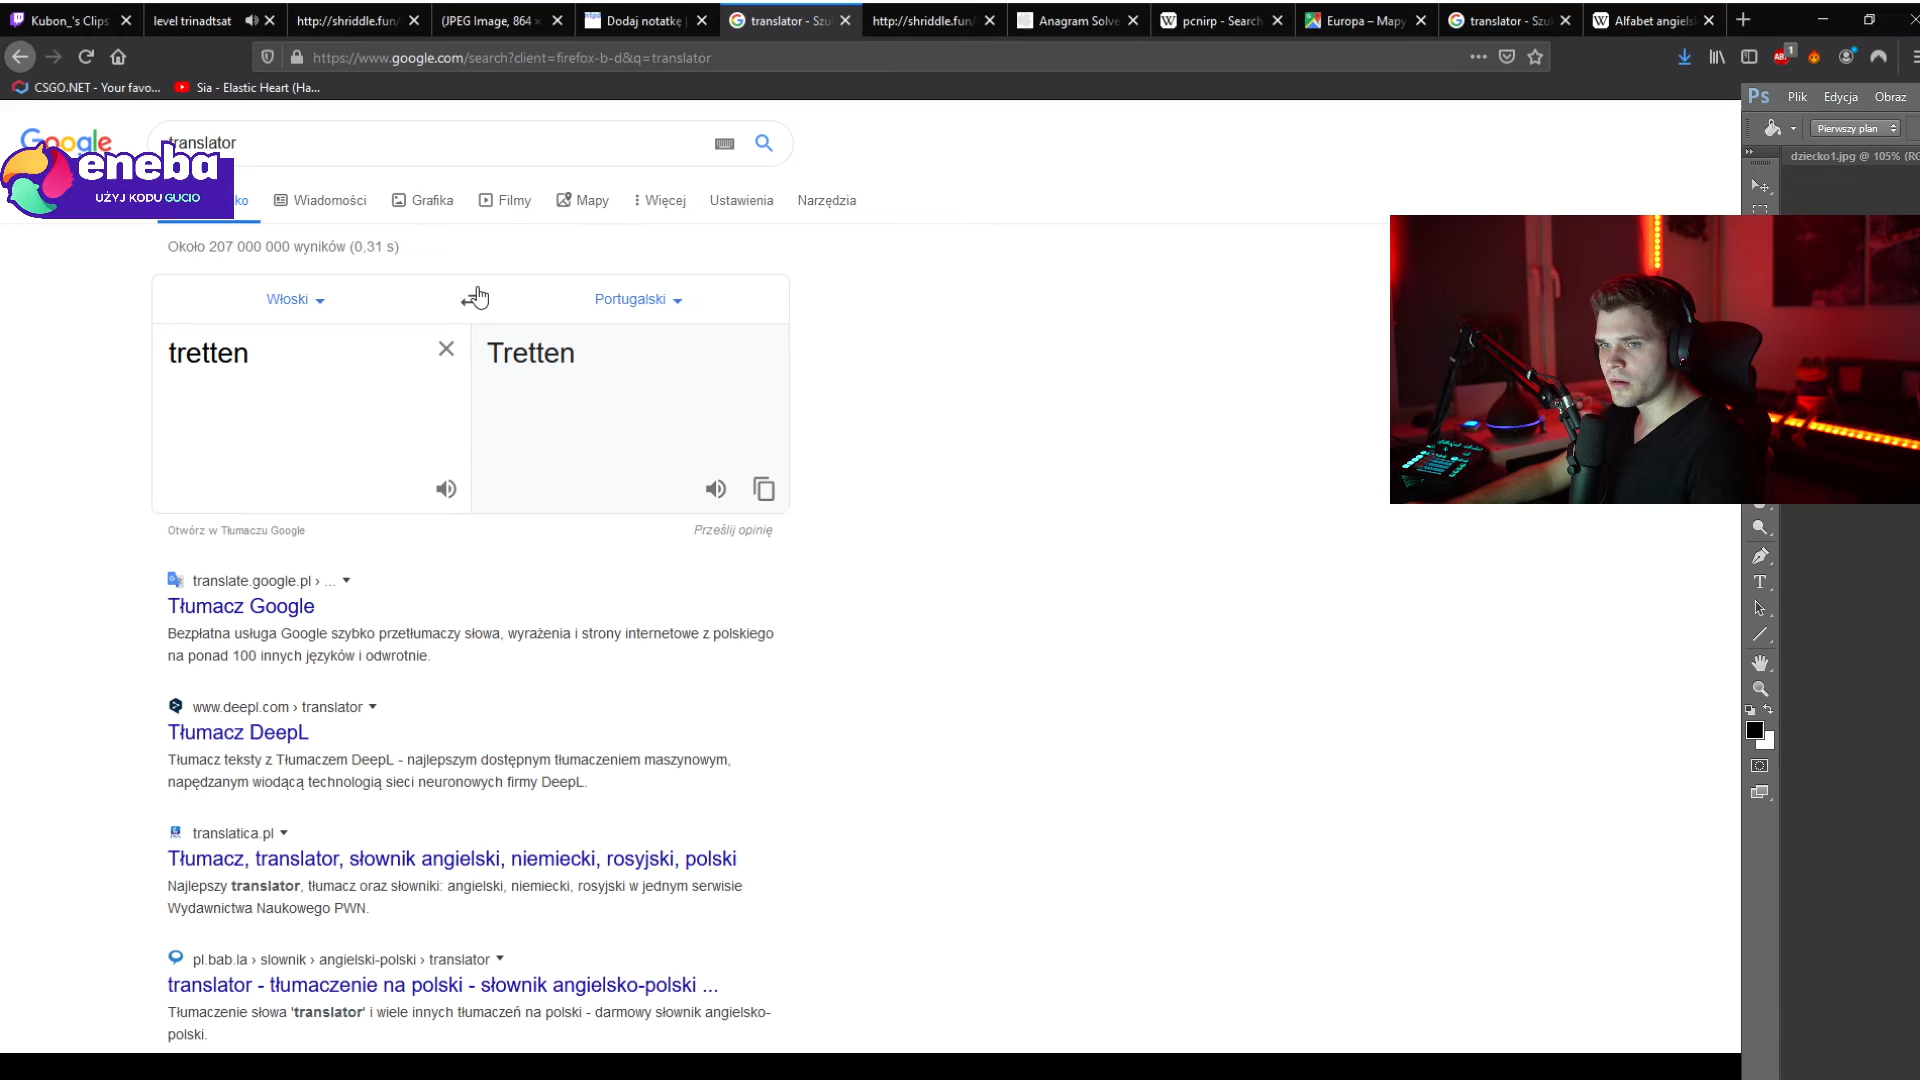 Kubon_'s Clips
level trinadtsat
http://shriddle.fun/
(JPEG Image, 864 ×
Dodaj notatkę |
translator - Szu
http://shriddle.fun/
Anagram Solve
pcnirp - Search
Europa – Mapy
translator - Szu
Alfabet angiels
https://www.google.com/search?client=firefox-b-d&q=translator
ABP 1
CSGO.NET - Your favo...
Sia - Elastic Heart (Ha...
Ps Plik Edycja Obraz
Pierwszy plan
dziecko1.jpg @ 105% (RG
Google
translator
eneba
UŻYJ KODU GUCIO
ko
Wiadomości
Grafika
Filmy
Mapy
Więcej
Ustawienia
Narzędzia
Około 207 000 000 wyników (0,31 s)
Włoski
Portugalski
tretten
Tretten
Otwórz w Tłumaczu Google
Prześlij opinię
translate.google.pl › ...
Tłumacz Google
Bezpłatna usługa Google szybko przetłumaczy słowa, wyrażenia i strony internetowe z polskiego
na ponad 100 innych języków i odwrotnie.
www.deepl.com › translator
Tłumacz DeepL
Tłumacz teksty z Tłumaczem DeepL - najlepszym dostępnym tłumaczeniem maszynowym,
napędzanym wiodącą technologią sieci neuronowych firmy DeepL.
translatica.pl
Tłumacz, translator, słownik angielski, niemiecki, rosyjski, polski
Najlepszy translator, tłumacz oraz słowniki: angielski, niemiecki, rosyjski w jednym serwisie
Wydawnictwa Naukowego PWN.
pl.bab.la › slownik › angielski-polski › translator
translator - tłumaczenie na polski - słownik angielsko-polski ...
Tłumaczenie słowa 'translator' i wiele innych tłumaczeń na polski - darmowy słownik angielsko-
polski.